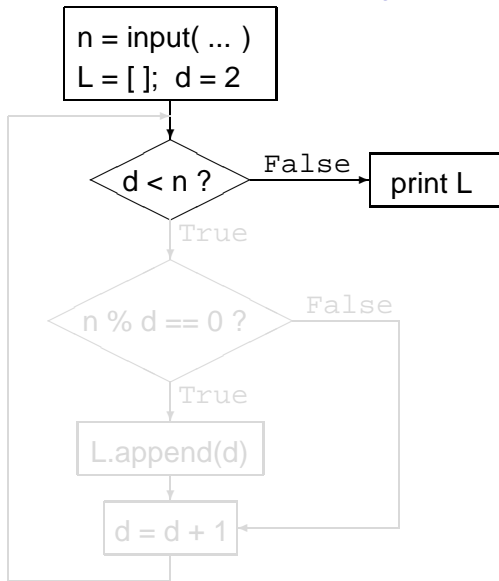 n = input( ... )
L = [ ]; d = 2
d < n ?
False
print L
True
n % d == 0 ?
False
True
L.append(d)
d = d + 1